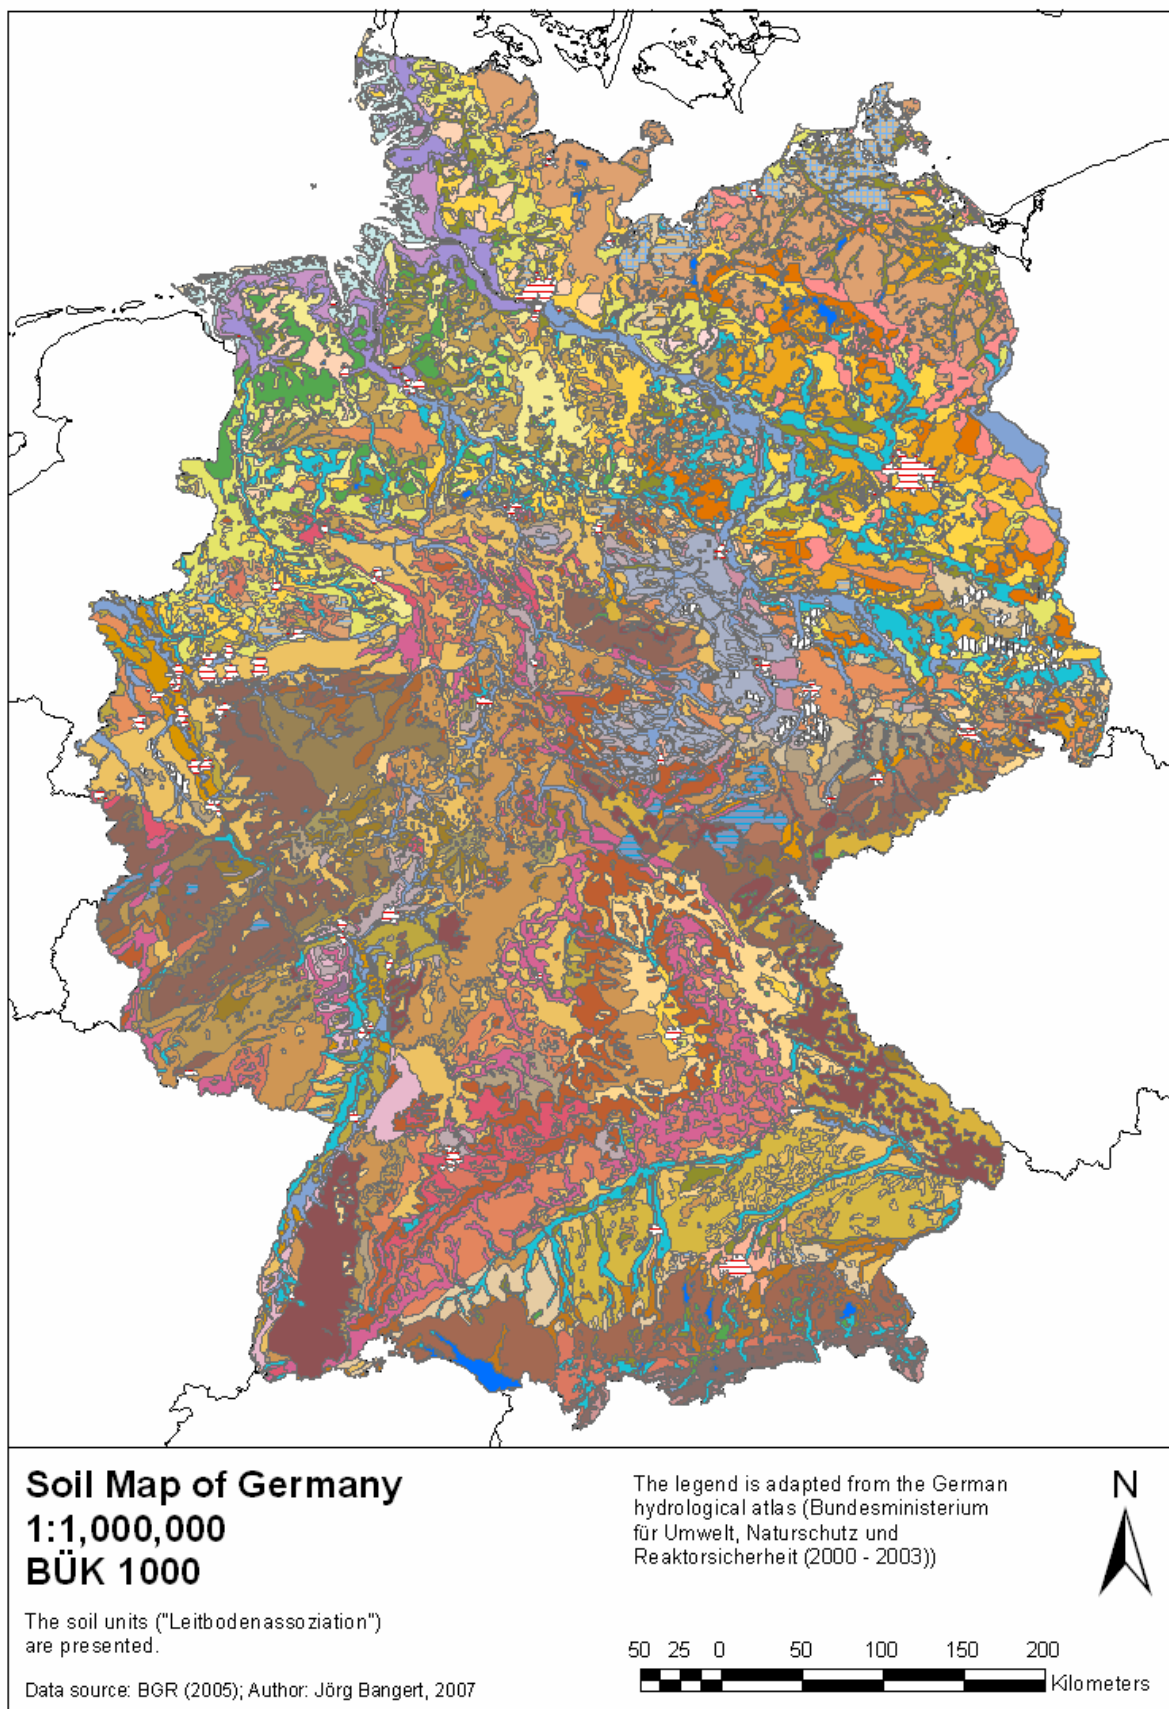 Soil Map of Germany
1:1,000,000
BÜK 1000
The soil units ("Leitbodenassoziation")
are presented.
Data source: BGR (2005); Author: Jörg Bangert, 2007
The legend is adapted from the German
hydrological atlas (Bundesministerium
für Umwelt, Naturschutz und
Reaktorsicherheit (2000 - 2003))
N
50 25 0 50 100 150 200
Kilometers